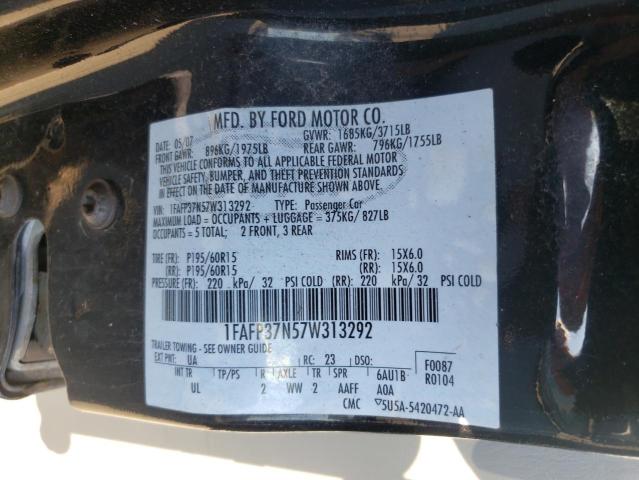 MFD. BY FORD MOTOR CO.
DATE: 05/07 GVWR: 1685KG/3715LB
FRONT GAWR: 896KG/1975LB REAR GAWR: 796KG/1755LB
THIS VEHICLE CONFORMS TO ALL APPLICABLE FEDERAL MOTOR
VEHICLE SAFETY, BUMPER, AND THEFT PREVENTION STANDARDS
IN EFFECT ON THE DATE OF MANUFACTURE SHOWN ABOVE.
VIN: 1FAFP37N57W313292 TYPE: Passenger Car
MAXIMUM LOAD = OCCUPANTS + LUGGAGE = 375KG/ 827LB
OCCUPANTS = 5 TOTAL; 2 FRONT, 3 REAR
TIRE (FR): P195/60R15 RIMS (FR): 15X6.0
(RR): P195/60R15 (RR): 15X6.0
PRESSURE (FR): 220 kPa/ 32 PSI COLD (RR): 220 kPa/ 32 PSI COLD
1FAFP37N57W313292
TRAILER TOWING - SEE OWNER GUIDE
EXT PNT: UA RC: 23 DSO: F0087
INT TR TP/PS R AXLE TR SPR 6AU1B R0104
UL 2 WW 2 AAFF A0A
CMC 5U5A-5420472-AA